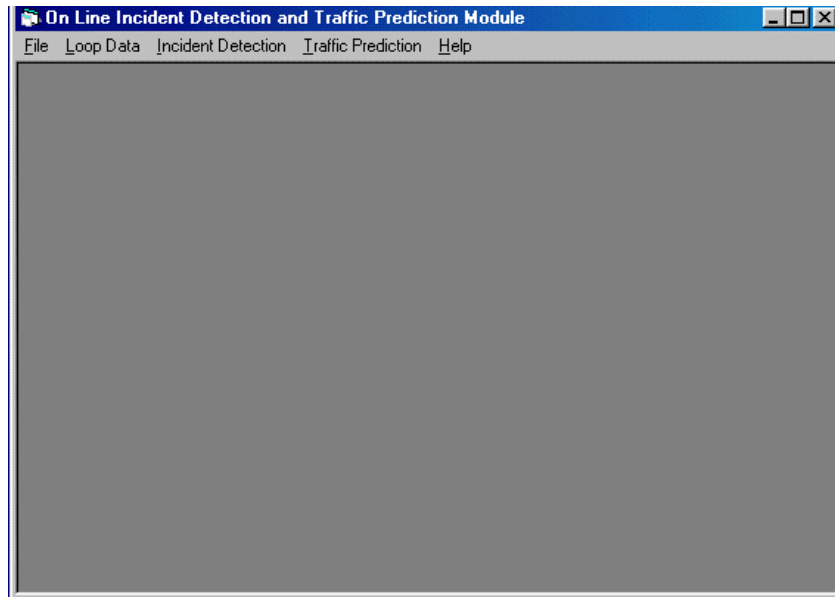 On Line Incident Detection and Traffic Prediction Module
File Loop Data Incident Detection Traffic Prediction Help